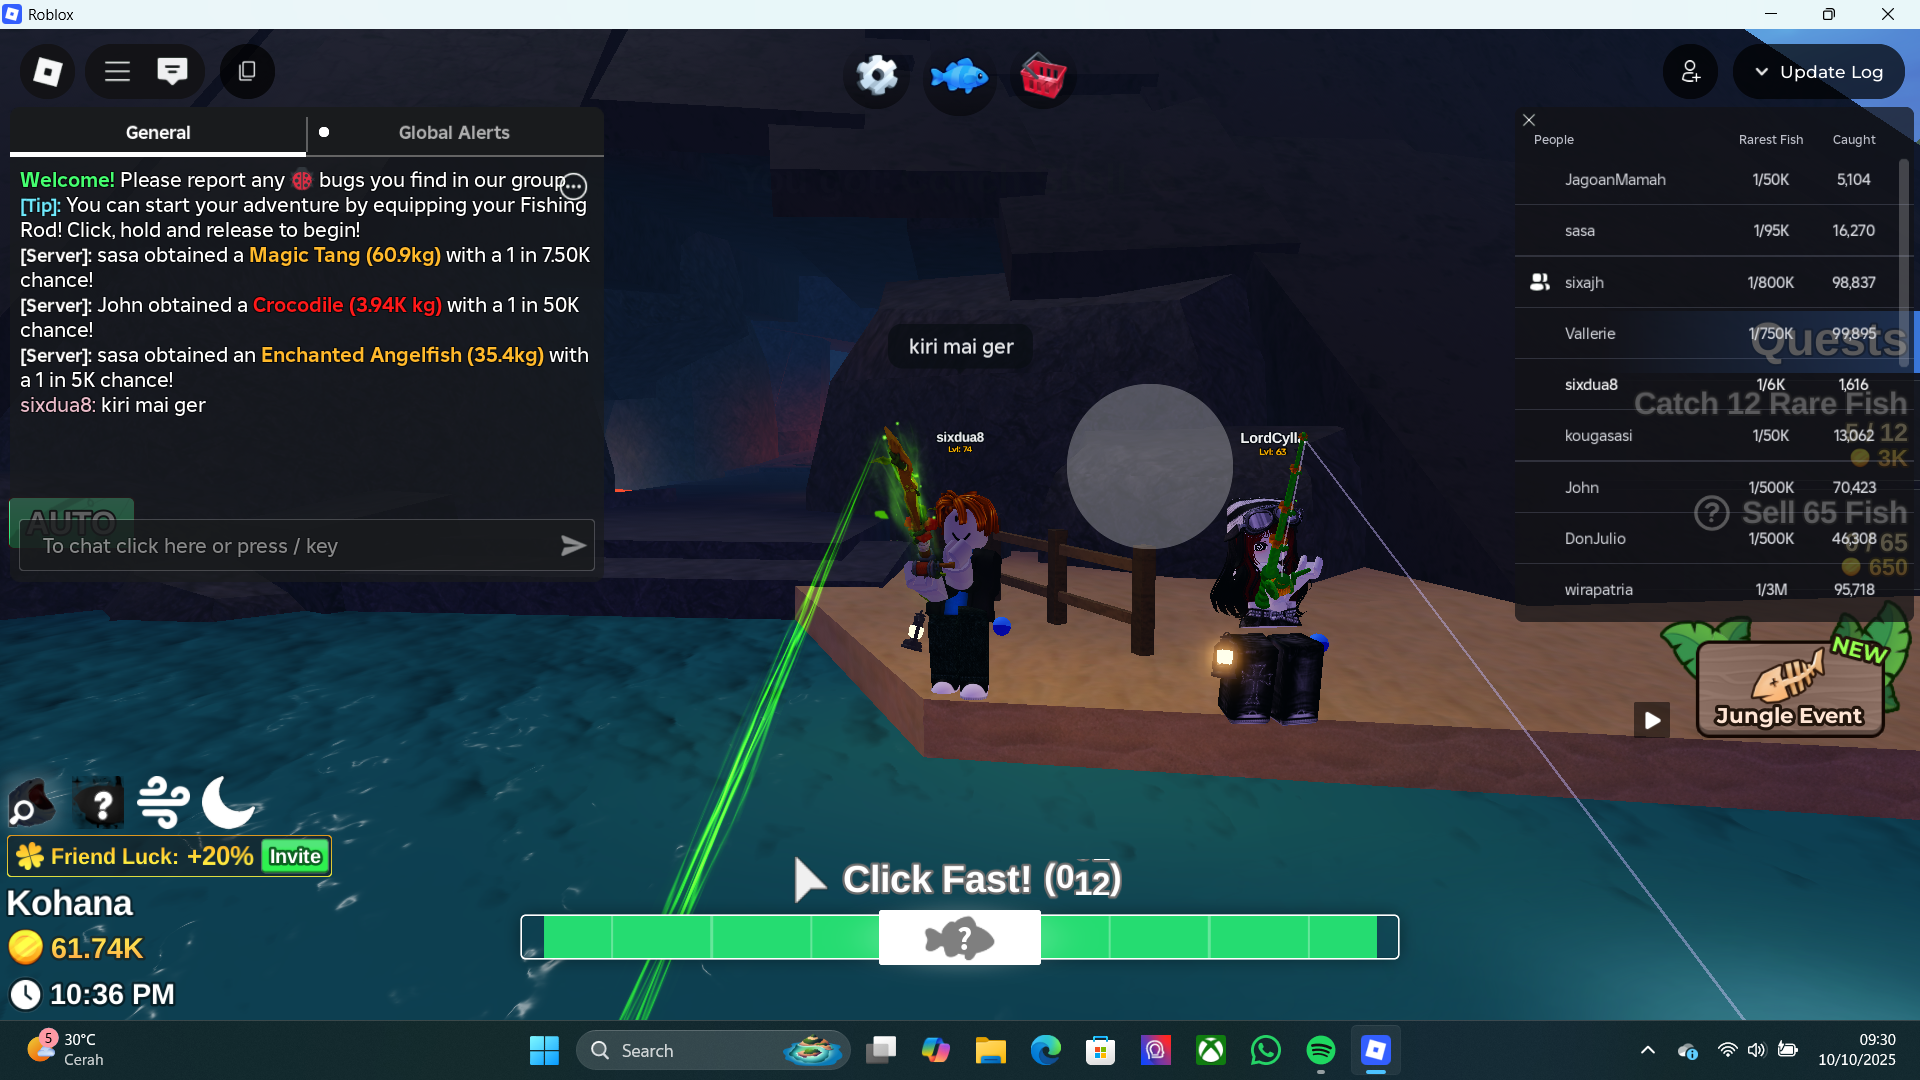 Roblox
Update Log
General
Global Alerts
Welcome! Please report any 🐞 bugs you find in our group
[Tip]: You can start your adventure by equipping your Fishing
Rod! Click, hold and release to begin!
[Server]: sasa obtained a Magic Tang (60.9kg) with a 1 in 7.50K
chance!
[Server]: John obtained a Crocodile (3.94K kg) with a 1 in 50K
chance!
[Server]: sasa obtained an Enchanted Angelfish (35.4kg) with
a 1 in 5K chance!
sixdua8: kiri mai ger
AUTO
To chat click here or press / key
kiri mai ger
sixdua8
Lvl: 74
Lvl: 63
People Rarest Fish Caught
JagoanMamah 1/50K 5,104
sasa 1/95K 16,270
sixajh 1/800K 98,837
Vallerie 1/750K 99,895
Quests
sixdua8 1/6K 1,616
Catch 12 Rare Fish
/ 12
3K
kougasasi 1/50K 13,062
John 1/500K 70,423
? Sell 65 Fish
DonJulio 1/500K 46,308
/ 65
650
wirapatria 1/3M 95,718
NEW
Jungle Event
?
Friend Luck: +20% Invite
Kohana
61.74K
10:36 PM
Click Fast!
?
5
30°C
Cerah
Search
09:30
10/10/2025